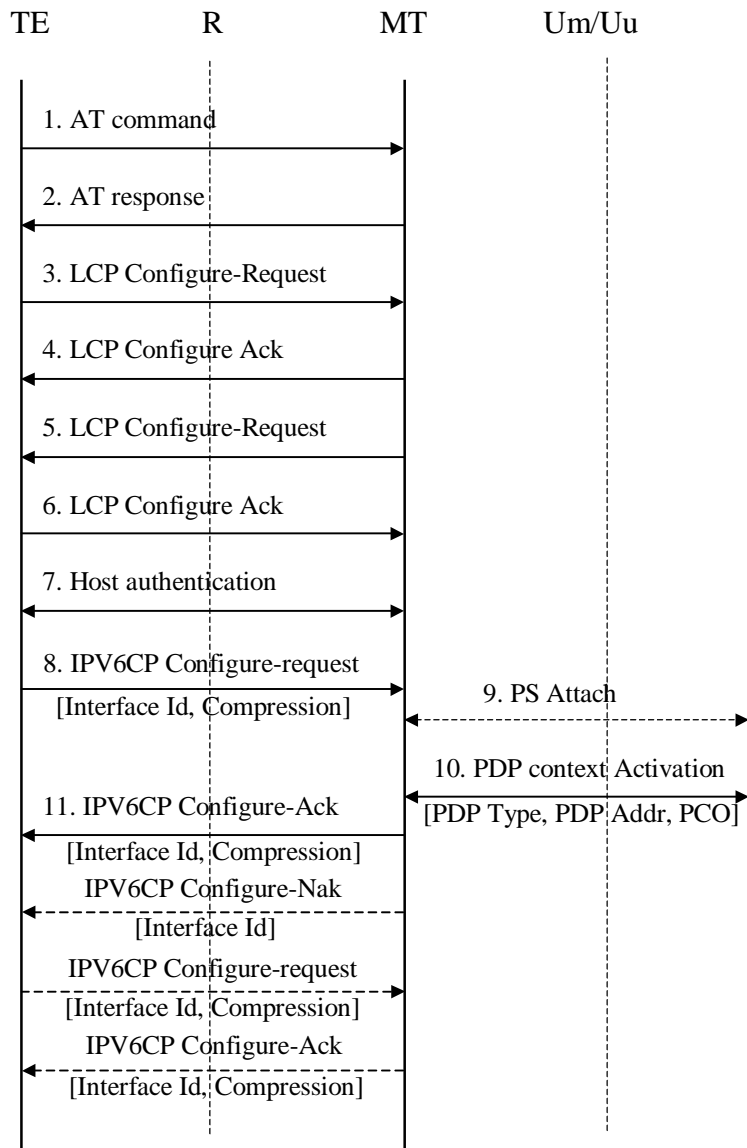 TE R MT Um/Uu
1. AT command
2. AT response
3. LCP Configure-Request
4. LCP Configure Ack
5. LCP Configure-Request
6. LCP Configure Ack
7. Host authentication
8. IPV6CP Configure-request
[Interface Id, Compression]
9. PS Attach
10. PDP context Activation
[PDP Type, PDP Addr, PCO]
11. IPV6CP Configure-Ack
[Interface Id, Compression]
IPV6CP Configure-Nak
[Interface Id]
IPV6CP Configure-request
[Interface Id, Compression]
IPV6CP Configure-Ack
[Interface Id, Compression]